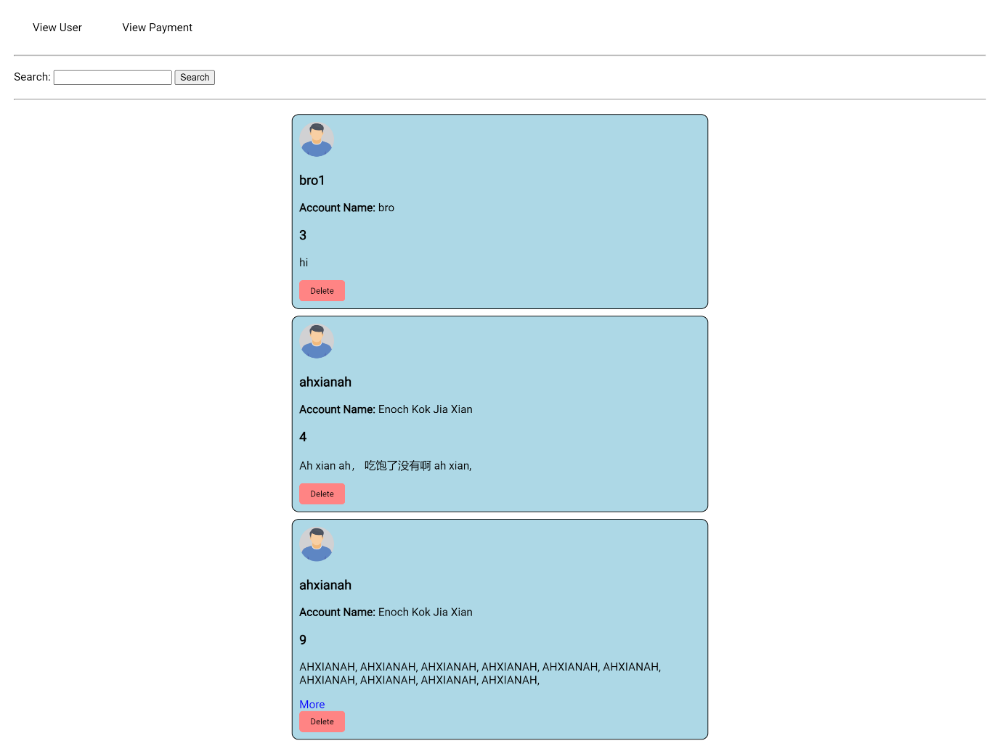 View User View Payment
Search: Search
bro1
Account Name: bro
3
hi
Delete
ahxianah
Account Name: Enoch Kok Jia Xian
4
Ah xian ah， 吃饱了没有啊 ah xian,
Delete
ahxianah
Account Name: Enoch Kok Jia Xian
9
AHXIANAH, AHXIANAH, AHXIANAH, AHXIANAH, AHXIANAH, AHXIANAH,
AHXIANAH, AHXIANAH, AHXIANAH, AHXIANAH,
More
Delete